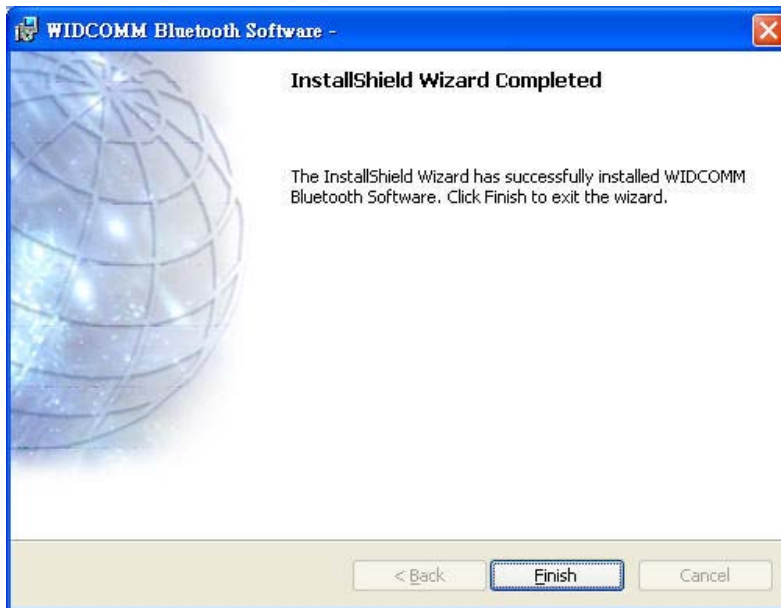 WIDCOMM Bluetooth Software -
InstallShield Wizard Completed
The InstallShield Wizard has successfully installed WIDCOMM
Bluetooth Software. Click Finish to exit the wizard.
< Back
Finish
Cancel